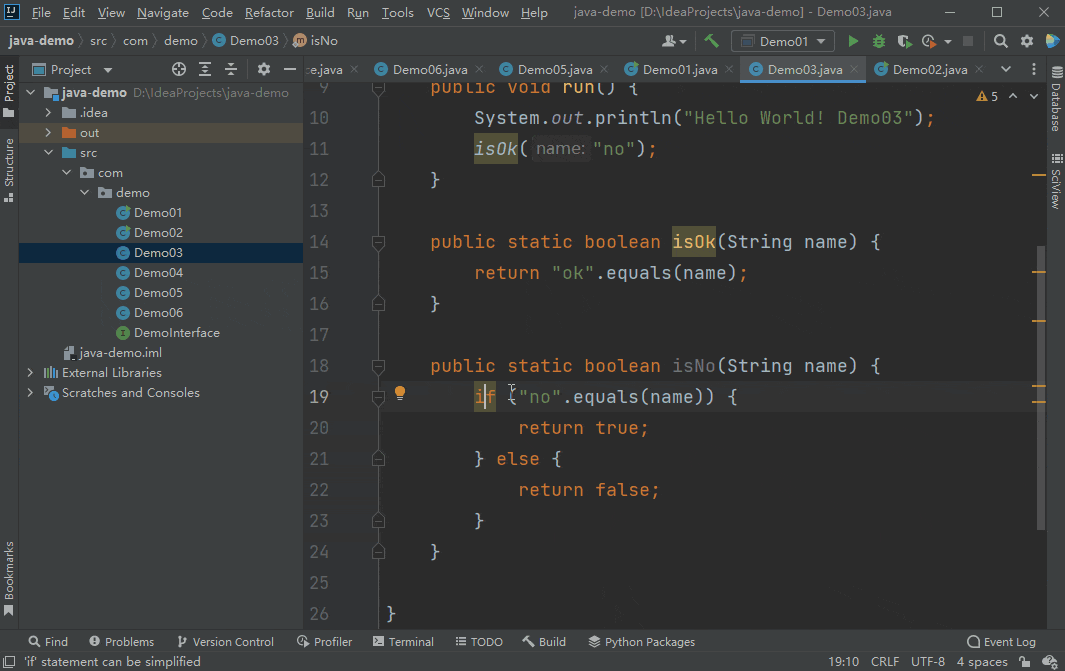 File Edit View Navigate Code Refactor Build Run Tools VCS Window Help java-demo [D:\IdeaProjects\java-demo] - Demo03.java
java-demo src com demo Demo03 isNo Demo01
Project ce.java Demo06.java Demo05.java Demo01.java Demo03.java Demo02.java
Project
Structure
Bookmarks
java-demo D:\IdeaProjects\java-demo
.idea
out
src
com
demo
Demo01
Demo02
Demo03
Demo04
Demo05
Demo06
DemoInterface
java-demo.iml
External Libraries
Scratches and Consoles
9 public void run() {
10 System.out.println("Hello World! Demo03");
11 isOk( name: "no");
12 }
13
14 public static boolean isOk(String name) {
15 return "ok".equals(name);
16 }
17
18 public static boolean isNo(String name) {
19 if ("no".equals(name)) {
20 return true;
21 } else {
22 return false;
23 }
24 }
25
26 }
5
Database
SciView
Find Problems Version Control Profiler Terminal TODO Build Python Packages Event Log
'if' statement can be simplified 19:10 CRLF UTF-8 4 spaces